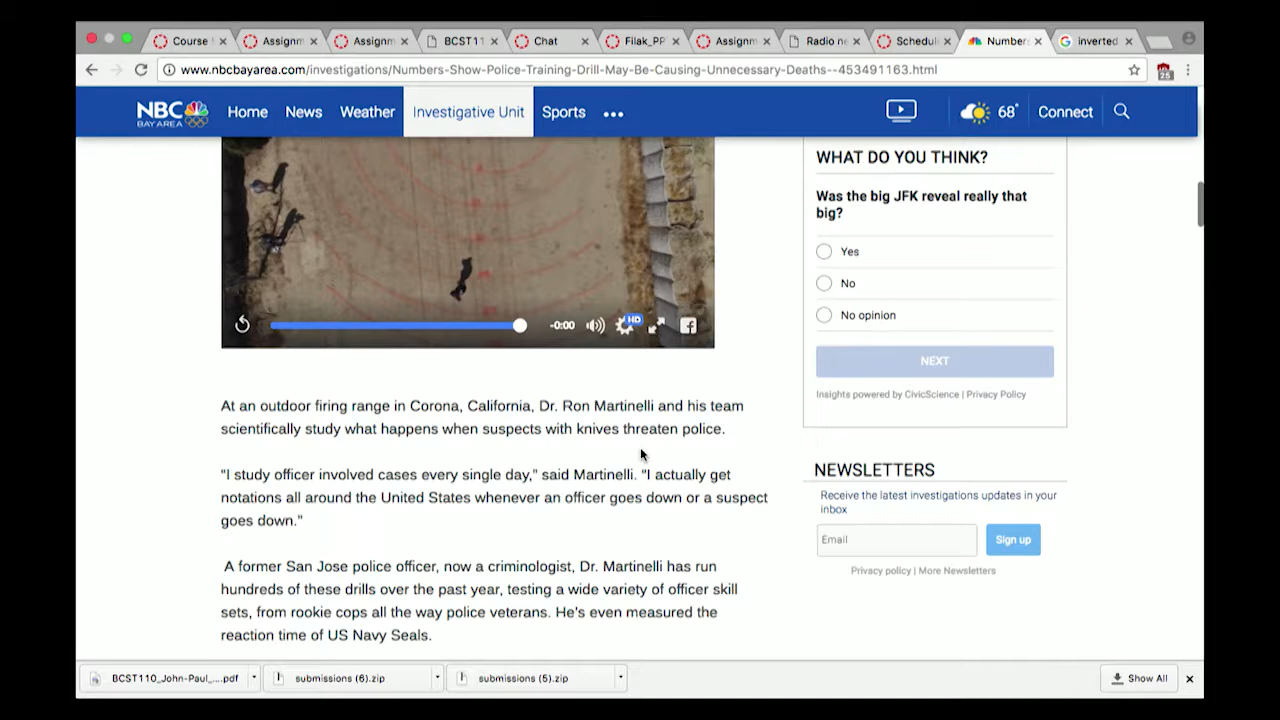 Course
Assignm
Assignm
BCST11
Chat
Filak_PP
Assignm
Radio ne
Schedul
Number
inverted
www.nbcbayarea.com/investigations/Numbers-Show-Police-Training-Drill-May-Be-Causing-Unnecessary-Deaths--453491163.html
25
NBC
BAY AREA
Home
News
Weather
Investigative Unit
Sports
68°
Connect
WHAT DO YOU THINK?
Was the big JFK reveal really that
big?
Yes
No
No opinion
NEXT
Insights powered by CivicScience | Privacy Policy
-0:00
HD
At an outdoor firing range in Corona, California, Dr. Ron Martinelli and his team
scientifically study what happens when suspects with knives threaten police.
"I study officer involved cases every single day,” said Martinelli. "I actually get
notations all around the United States whenever an officer goes down or a suspect
goes down."
A former San Jose police officer, now a criminologist, Dr. Martinelli has run
hundreds of these drills over the past year, testing a wide variety of officer skill
sets, from rookie cops all the way police veterans. He's even measured the
reaction time of US Navy Seals.
NEWSLETTERS
Receive the latest investigations updates in your
inbox
Email
Sign up
Privacy policy | More Newsletters
BCST110_John-Paul_....pdf
submissions (6).zip
submissions (5).zip
Show All